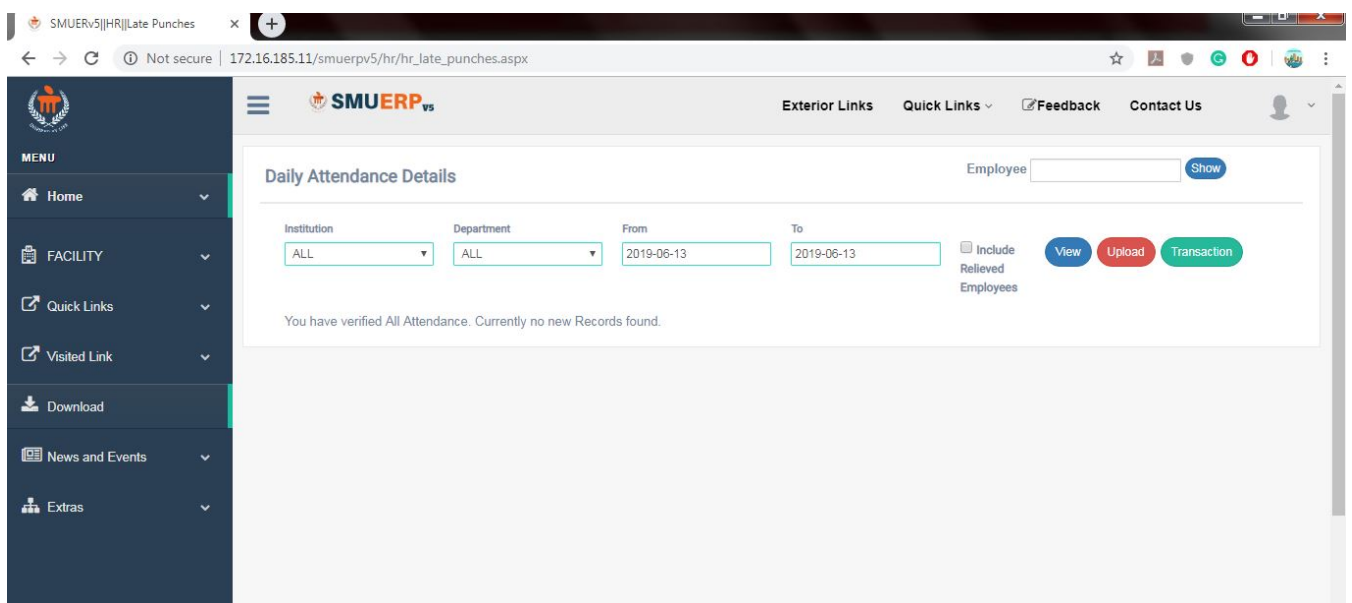 SMUERv5||HR||Late Punches
Not secure | 172.16.185.11/smuerpv5/hr/hr_late_punches.aspx
SMUERP v5
Exterior Links
Quick Links
Feedback
Contact Us
MENU
Home
FACILITY
Quick Links
Visited Link
Download
News and Events
Extras
Daily Attendance Details
Employee
Show
Institution
Department
From
To
ALL
ALL
2019-06-13
2019-06-13
Include
Relieved
Employees
View
Upload
Transaction
You have verified All Attendance. Currently no new Records found.